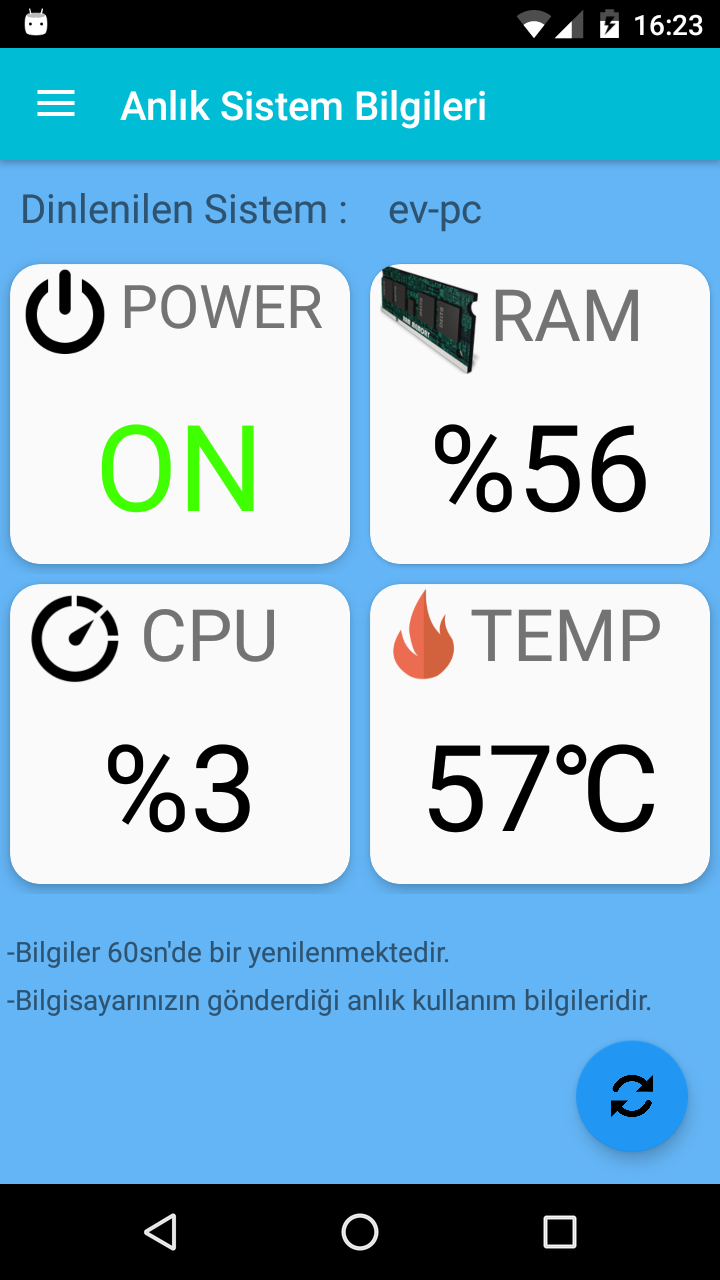 16:23
Anlık Sistem Bilgileri
Dinlenilen Sistem : ev-pc
POWER
RAM
ON
%56
CPU
TEMP
%3
57°C
-Bilgiler 60sn'de bir yenilenmektedir.
-Bilgisayarınızın gönderdiği anlık kullanım bilgileridir.